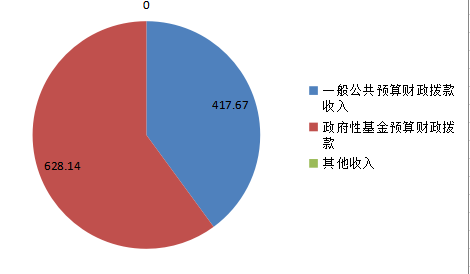 0
417.67
628.14
一般公共预算财政拨款
收入
政府性基金预算财政拨
款
其他收入